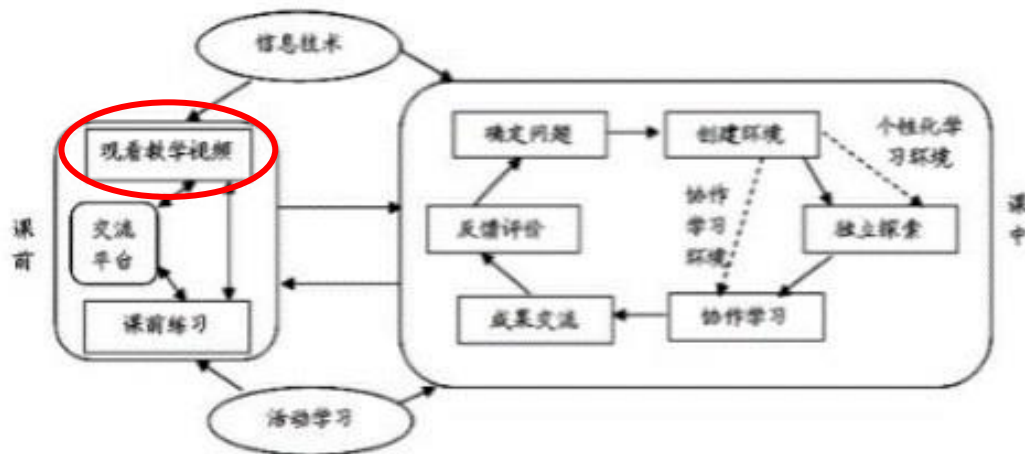 信息技术
观看教学视频
交流
平台
课前练习
课
前
活动学习
确定问题
创建环境
个性化学
习环境
协作
学习
环境
反馈评价
独立探索
成果交流
协作学习
课
中